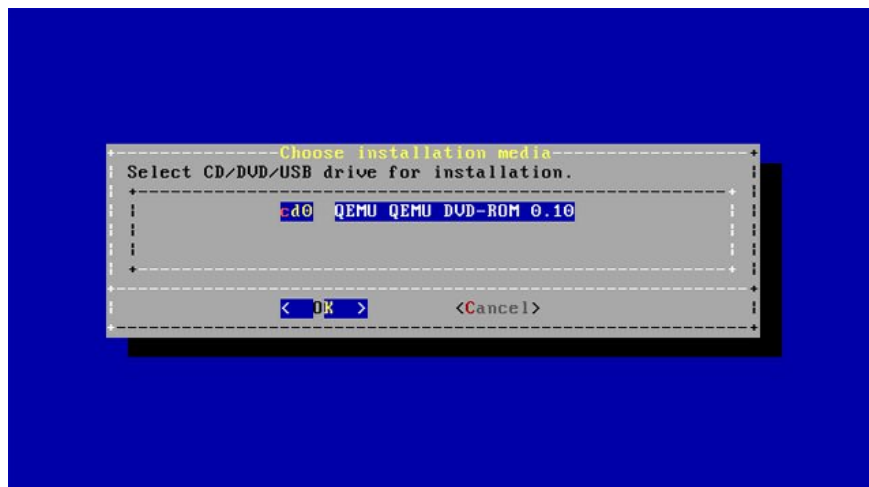 Choose installation media
Select CD/DVD/USB drive for installation.
cd0 QEMU QEMU DVD-ROM 0.10
< OK > <Cancel>